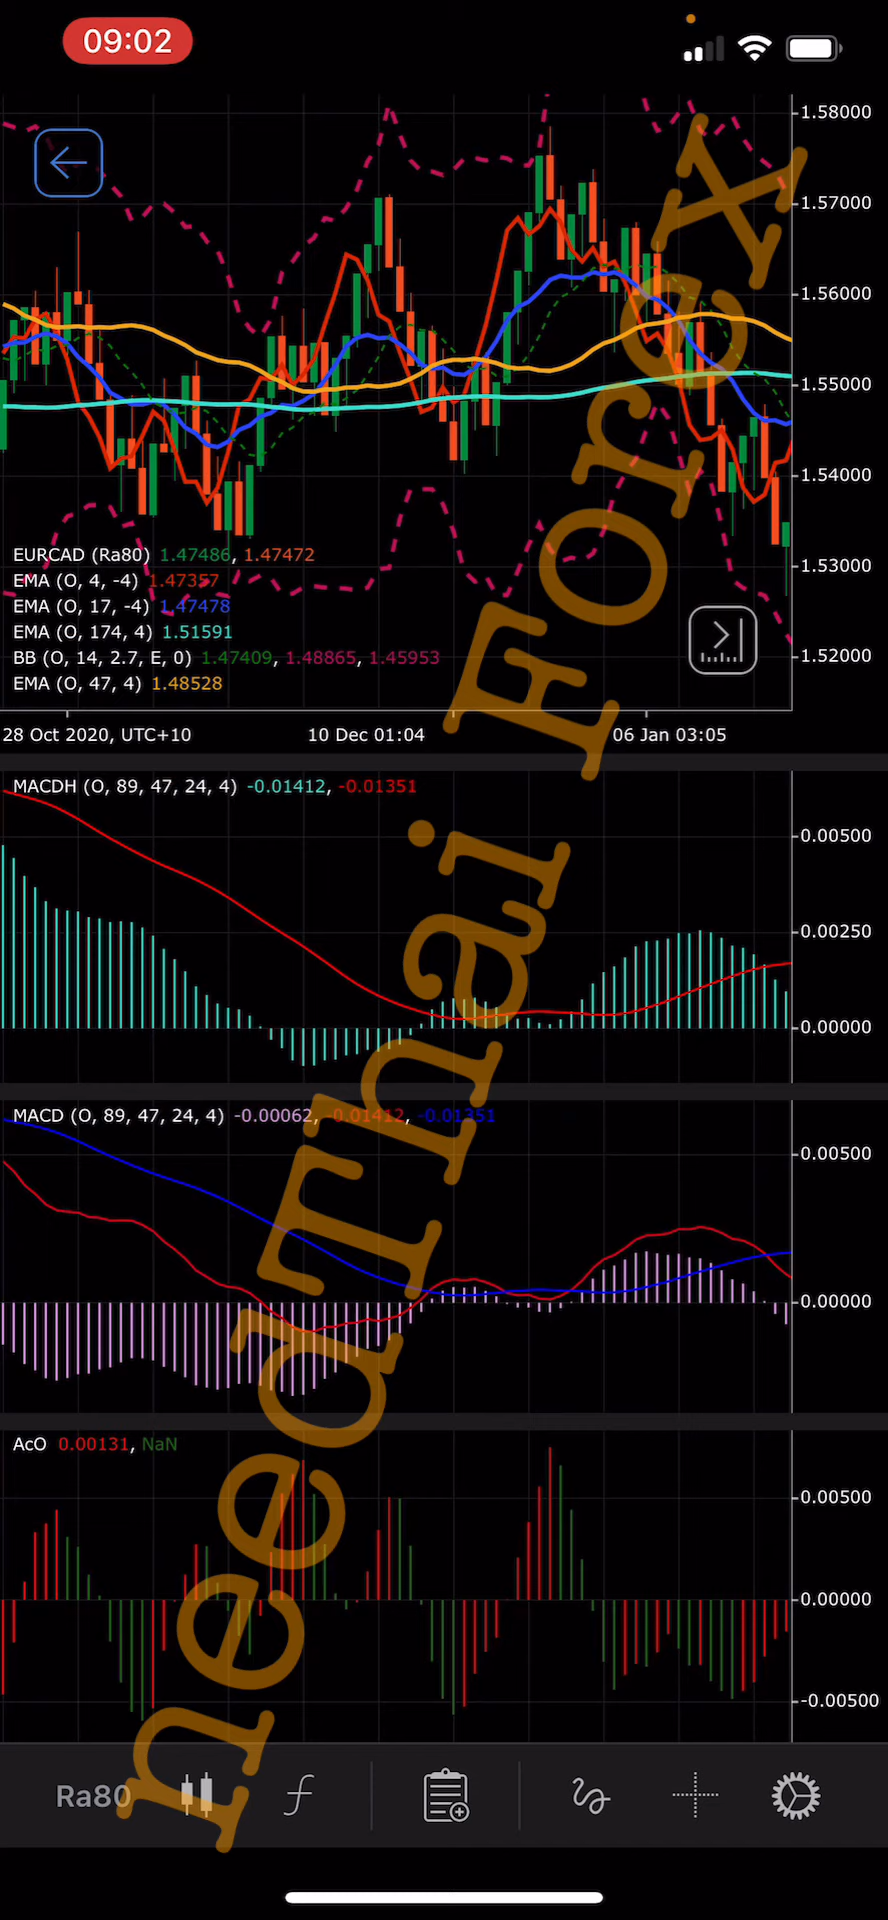 09:02
1.58000
1.57000
1.56000
1.55000
1.54000
1.53000
1.52000
EURCAD (Ra80) 1.47486, 1.47472
EMA (O, 4, -4) 1.47357
EMA (O, 17, -4) 1.47478
EMA (O, 174, 4) 1.51591
BB (O, 14, 2.7, E, 0) 1.47409, 1.48865, 1.45953
EMA (O, 47, 4) 1.48528
28 Oct 2020, UTC+10 10 Dec 01:04 06 Jan 03:05
MACDH (O, 89, 47, 24, 4) -0.01412, -0.01351
0.00500
0.00250
0.00000
MACD (O, 89, 47, 24, 4) -0.00062, -0.01412, -0.01351
0.00500
0.00000
AcO 0.00131, NaN
0.00500
0.00000
-0.00500
Ra80
needThai Forex